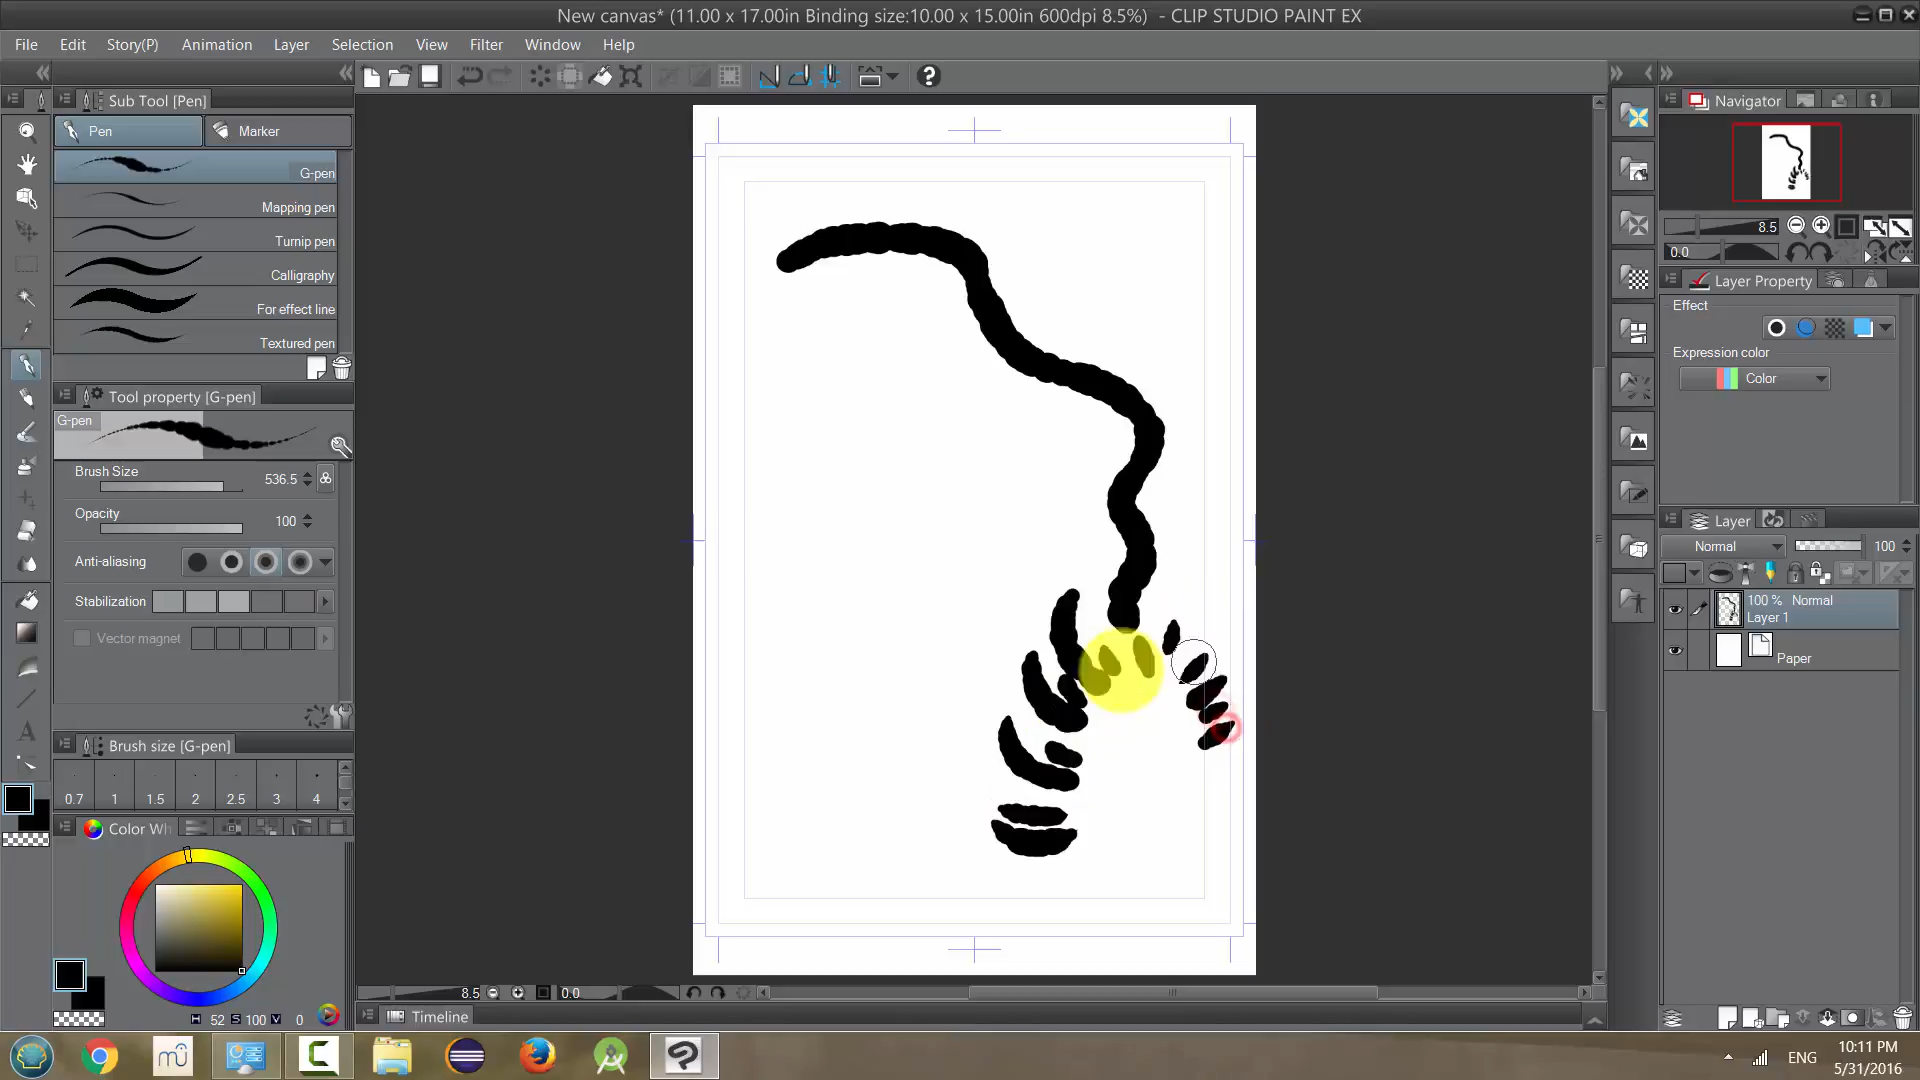 New canvas* (11.00 x 17.00in Binding size:10.00 x 15.00in 600dpi 8.5%)  - CLIP STUDIO PAINT EX
File Edit Story(P) Animation Layer Selection View Filter Window Help
Sub Tool [Pen]
Pen
Marker
G-pen
Mapping pen
Turnip pen
Calligraphy
For effect line
Textured pen
Tool property [G-pen]
G-pen
Brush Size 536.5
Opacity 100
Anti-aliasing
Stabilization
Vector magnet
Brush size [G-pen]
0.7 1 1.5 2 2.5 3 4
Color Wh
H 52 S 100 V 0
8.5
0.0
Timeline
Navigator
8.5
0.0
Layer Property
Effect
Expression color
Color
Layer
Normal 100
100 % Normal
Layer 1
Paper
ENG
10:11 PM
5/31/2016